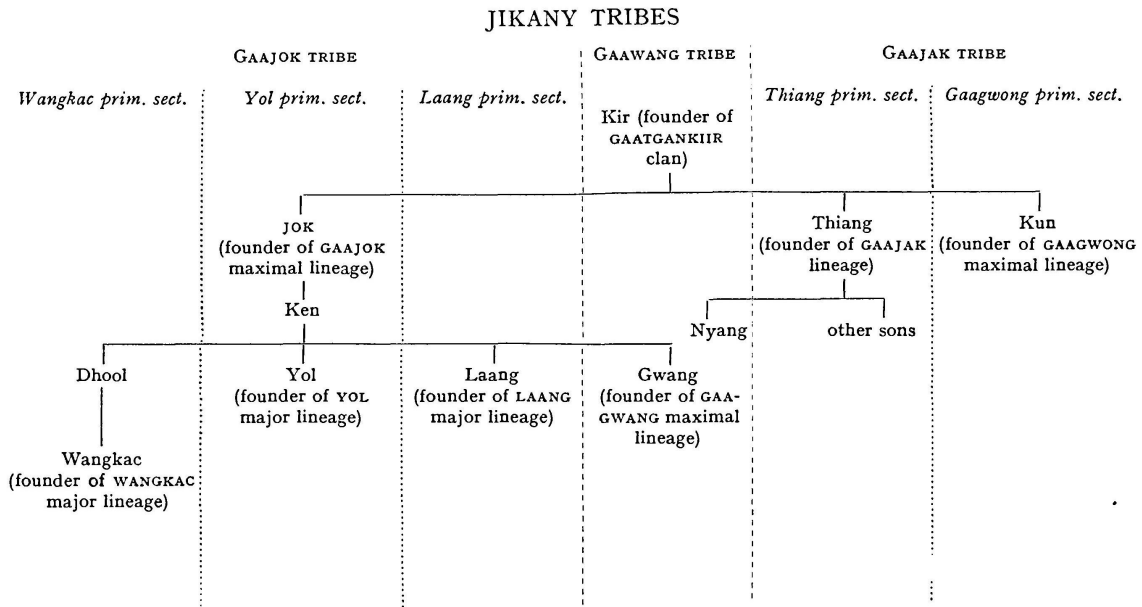 JIKANY TRIBES
GAAJOK TRIBE
GAAWANG TRIBE
GAAJAK TRIBE
Wangkac prim. sect.
Yol prim. sect.
Laang prim. sect.
Thiang prim. sect.
Gaagwong prim. sect.
Kir (founder of
GAATGANKIIR
clan)
JOK
(founder of GAAJOK
maximal lineage)
Thiang
(founder of GAAJAK
lineage)
Kun
(founder of GAAGWONG
maximal lineage)
Ken
Nyang
other sons
Dhool
Yol
(founder of YOL
major lineage)
Laang
(founder of LAANG
major lineage)
Gwang
(founder of GAA-
GWANG maximal
lineage)
Wangkac
(founder of WANGKAC
major lineage)